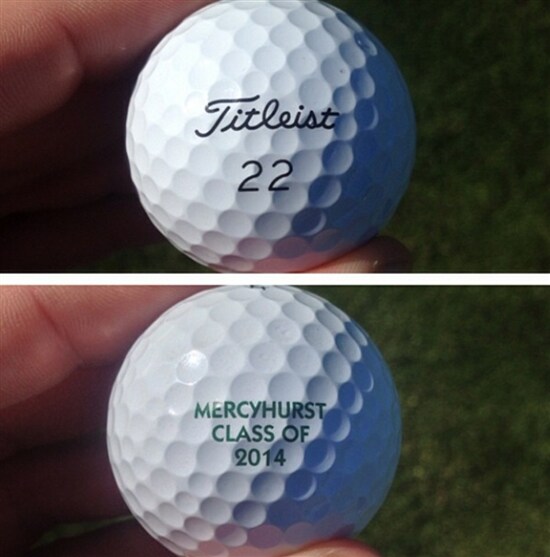 Titleist
22
MERCYHURST
CLASS OF
2014